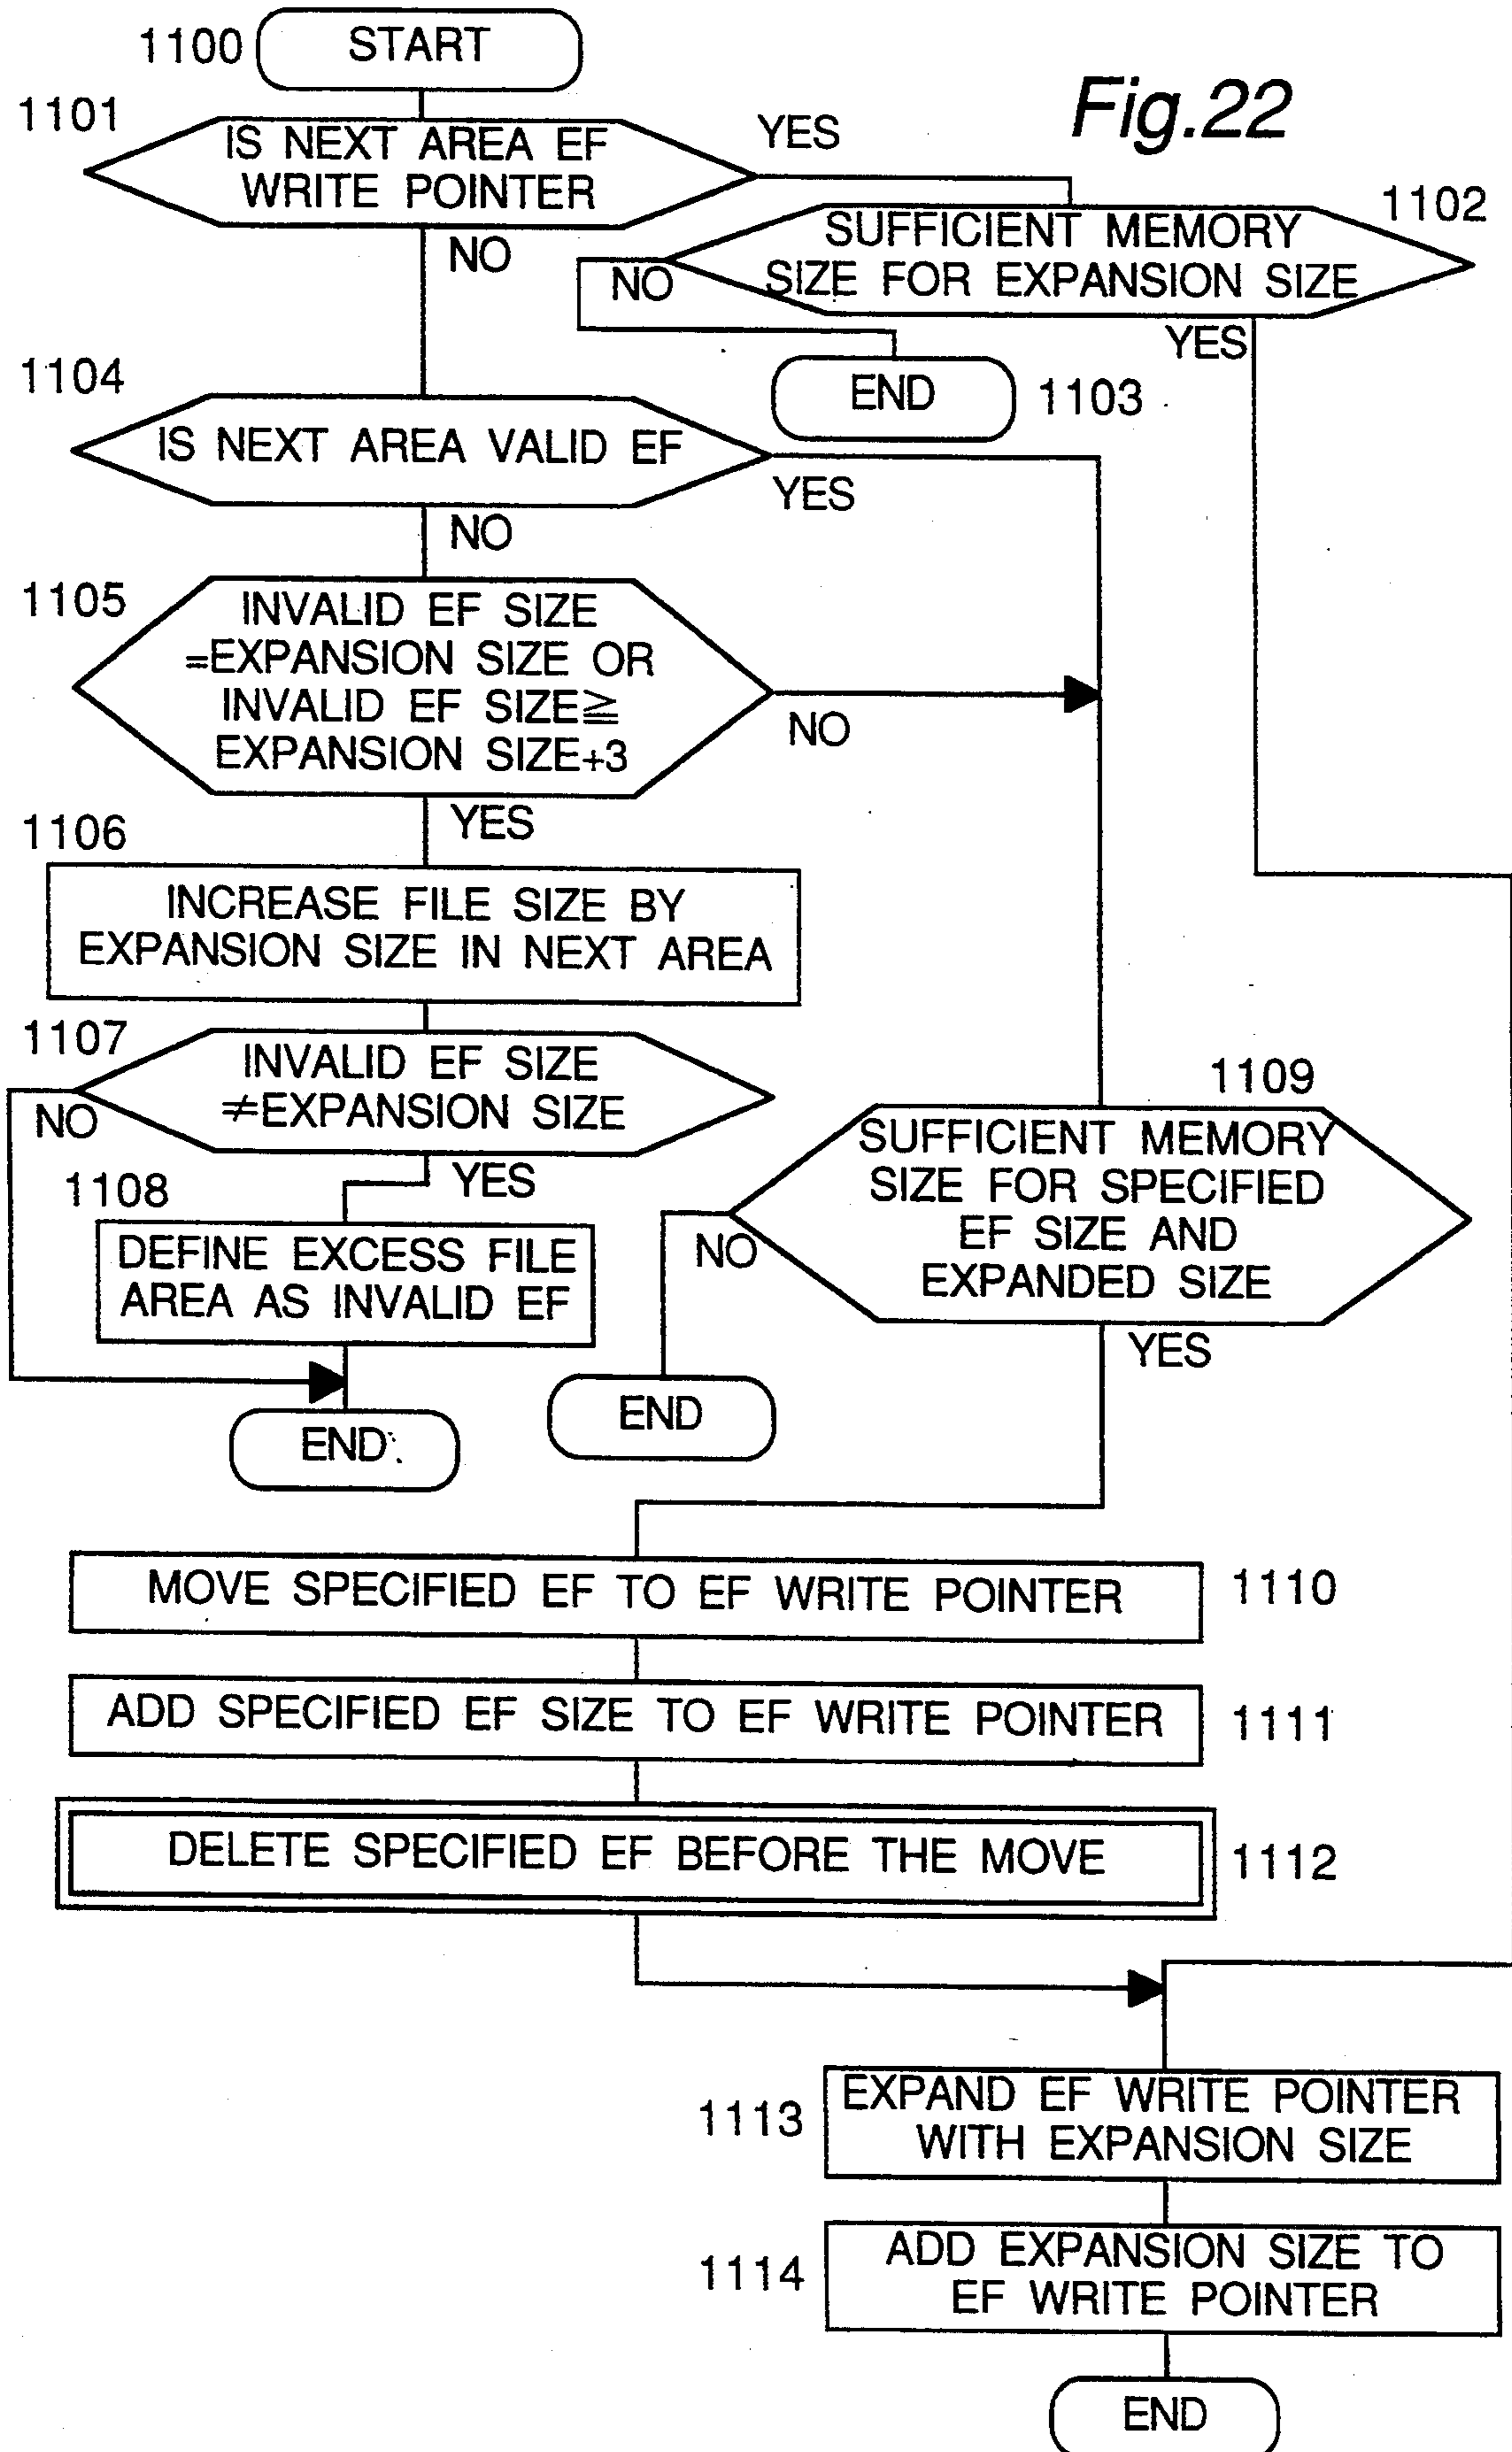 1100
START
Fig.22
1101
IS NEXT AREA EF
WRITE POINTER
YES
NO
1102
SUFFICIENT MEMORY
SIZE FOR EXPANSION SIZE
NO
YES
END
1103
1104
IS NEXT AREA VALID EF
YES
NO
1105
INVALID EF SIZE
=EXPANSION SIZE OR
INVALID EF SIZE≧
EXPANSION SIZE+3
NO
YES
1106
INCREASE FILE SIZE BY
EXPANSION SIZE IN NEXT AREA
1107
INVALID EF SIZE
≠EXPANSION SIZE
NO
YES
1108
DEFINE EXCESS FILE
AREA AS INVALID EF
END
1109
SUFFICIENT MEMORY
SIZE FOR SPECIFIED
EF SIZE AND
EXPANDED SIZE
NO
YES
END
MOVE SPECIFIED EF TO EF WRITE POINTER
1110
ADD SPECIFIED EF SIZE TO EF WRITE POINTER
1111
DELETE SPECIFIED EF BEFORE THE MOVE
1112
1113
EXPAND EF WRITE POINTER
WITH EXPANSION SIZE
1114
ADD EXPANSION SIZE TO
EF WRITE POINTER
END